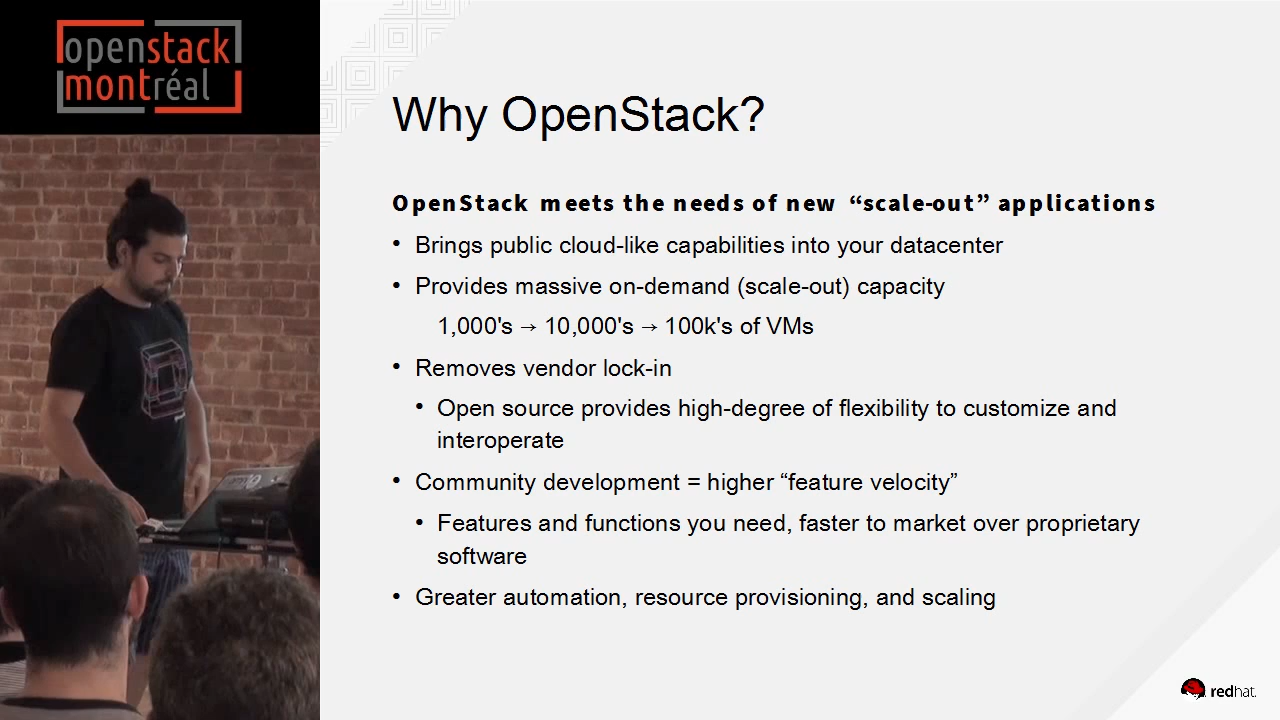 openstack
montréal
Why OpenStack?
OpenStack meets the needs of new “scale-out” applications
• Brings public cloud-like capabilities into your datacenter
• Provides massive on-demand (scale-out) capacity
1,000's → 10,000's → 100k's of VMs
• Removes vendor lock-in
• Open source provides high-degree of flexibility to customize and
interoperate
• Community development = higher “feature velocity”
• Features and functions you need, faster to market over proprietary
software
• Greater automation, resource provisioning, and scaling
redhat.